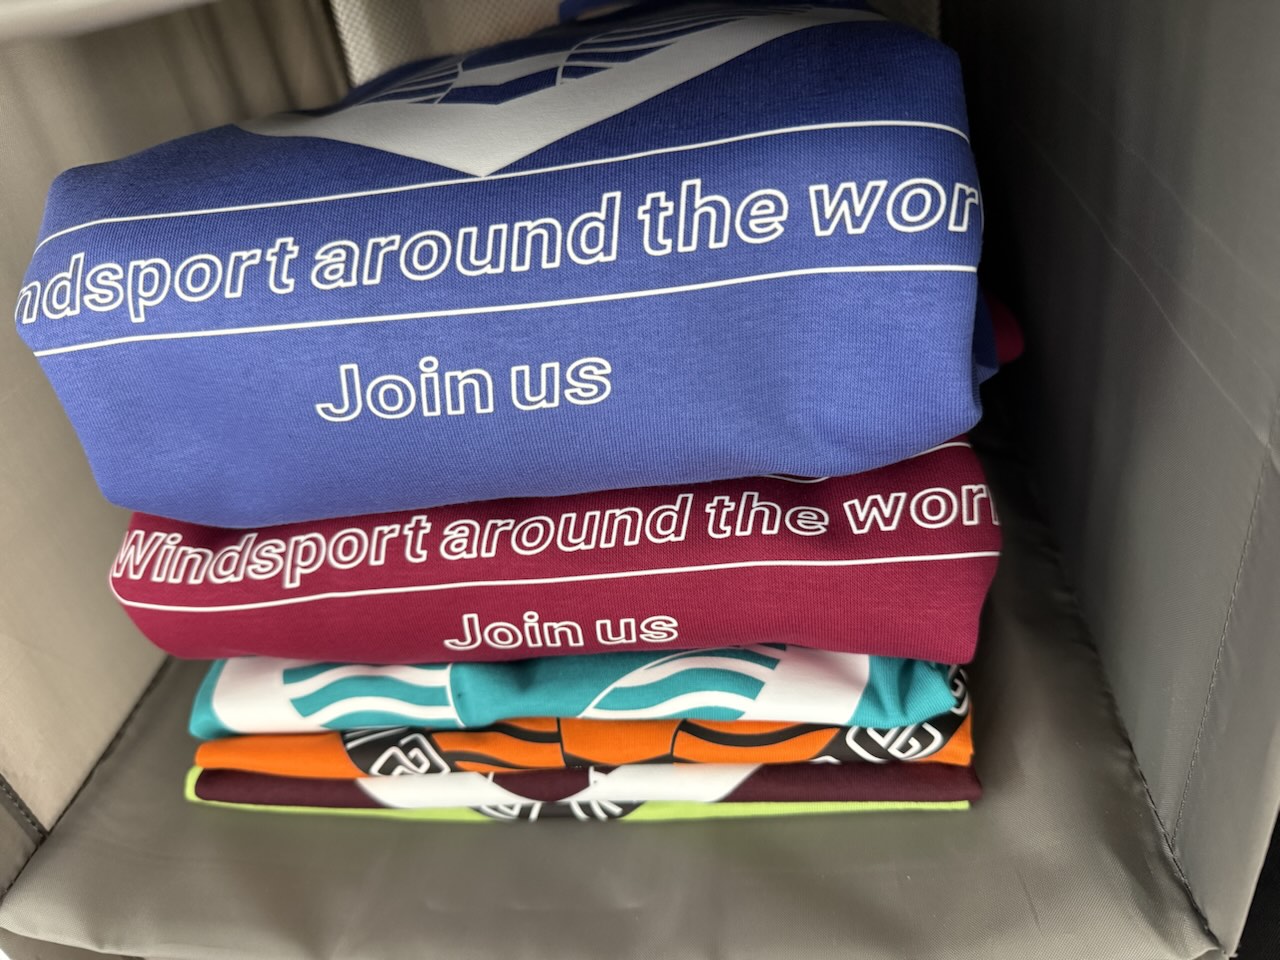 ndsport around the wor
Join us
Windsport around the wor
Join us